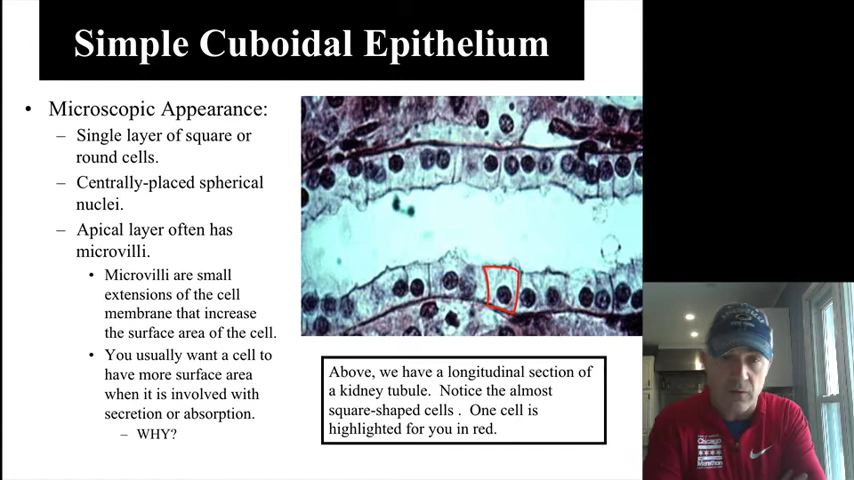 Simple Cuboidal Epithelium
• Microscopic Appearance:
– Single layer of square or
round cells.
– Centrally-placed spherical
nuclei.
– Apical layer often has
microvilli.
• Microvilli are small
extensions of the cell
membrane that increase
the surface area of the cell.
• You usually want a cell to
have more surface area
when it is involved with
secretion or absorption.
– WHY?
Above, we have a longitudinal section of
a kidney tubule. Notice the almost
square-shaped cells . One cell is
highlighted for you in red.
Chicago
Marathon